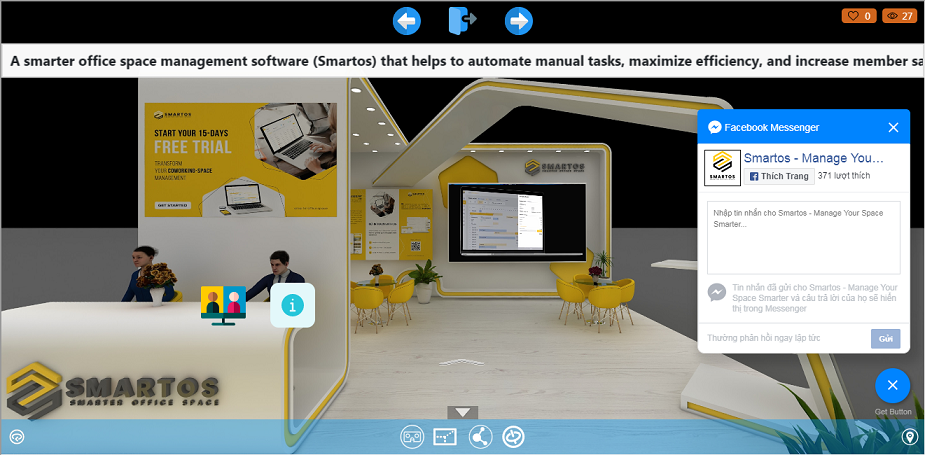 0
27
A smarter office space management software (Smartos) that helps to automate manual tasks, maximize efficiency, and increase member sa
SMARTOS
START YOUR 15-DAYS
FREE TRIAL
TRANSFORM
YOUR COWORKING-SPACE
MANAGEMENT
GET STARTED
SMARTOS
SMARTER OFFICE SPACE
Facebook Messenger
SMARTOS
Smartos - Manage You...
Thích Trang
371 lượt thích
Nhập tin nhắn cho Smartos - Manage Your Space
Smarter...
Tin nhắn đã gửi cho Smartos - Manage Your
Space Smarter và câu trả lời của họ sẽ hiển
thị trong Messenger
Thường phản hồi ngay lập tức
Gửi
Get Button
SMARTOS
SMARTER OFFICE SPACE